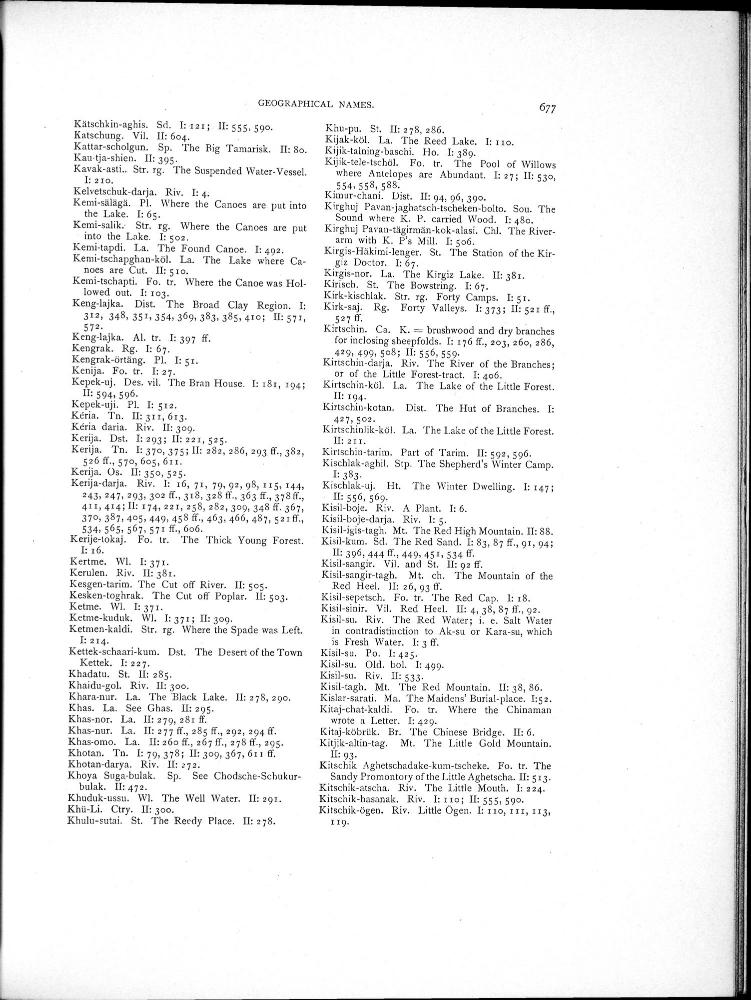 GEOGRAPHICAL NAMES.
677
Kätschkin-aghis. Sd. I: 121; II: 555, 590.
Katschung. Vil. II: 604.
Kattar-scholgun. Sp. The Big Tamarisk. II: 80.
Kau-tja-shien. II: 395.
Kavak-asti.. Str. rg. The Suspended Water-Vessel.
I: 210.
Kelvetschuk-darja. Riv. I: 4.
Kemi-sälägä. Pl. Where the Canoes are put into
the Lake. I: 65.
Kemi-salik. Str. rg. Where the Canoes are put
into the Lake. I: 502.
Kemi-tapdi. La. The Found Canoe. I: 492.
Kemi-tschapghan-köl. La. The Lake where Ca-
noes are Cut. II: 510.
Kemi-tschapti. Fo. tr. Where the Canoe was Hol-
lowed out. I: 103.
Keng-lajka. Dist. The Broad Clay Region. I:
312, 348, 351, 354, 369, 383, 385, 410; II: 571,
572.
Keng-lajka. Al. tr. I: 397 ff.
Kengrak. Rg. I: 67.
Kengrak-örtäng. Pl. I: 51.
Kenija. Fo. tr. I: 27.
Kepek-uj. Des. vil. The Bran House. I: 181, 194;
II: 594, 596.
Kepek-uji. Pl. I: 512.
Kéria. Tn. II: 311, 613.
Kéria daria. Riv. II: 309.
Kerija. Dst. I: 293; II: 221, 525.
Kerija. Tn. I: 370, 375; II: 282, 286, 293 ff., 382,
526 ff., 570, 605, 611.
Kerija. Os. II: 350, 525.
Kerija-darja. Riv. I: 16, 71, 79, 92, 98, 115, 144,
243, 247, 293, 302 ff., 318, 328 ff., 363 ff., 378 ff.,
411, 414; II: 174, 221, 258, 282, 309, 348 ff. 367,
370, 387, 405, 449, 458 ff., 463, 466, 487, 521 ff.,
534, 565, 567, 571 ff., 606.
Kerije-tokaj. Fo. tr. The Thick Young Forest.
I: 16.
Kertme. Wl. I: 371.
Kerulen. Riv. II: 381.
Kesgen-tarim. The Cut off River. II: 505.
Kesken-toghrak. The Cut off Poplar. II: 503.
Ketme. Wl. I: 371.
Ketme-kuduk. Wl. I: 371; II: 309.
Ketmen-kaldi. Str. rg. Where the Spade was Left.
I: 214.
Kettek-schaari-kum. Dst. The Desert of the Town
Kettek. I: 227.
Khadatu. St. II: 285.
Khaidu-gol. Riv. II: 300.
Khara-nur. La. The Black Lake. II: 278, 290.
Khas. La. See Ghas. II: 295.
Khas-nor. La. II: 279, 281 ff.
Khas-nur. La. II: 277 ff., 285 ff., 292, 294 ff.
Khas-omo. La. II: 260 ff., 267 ff., 278 ff., 295.
Khotan. Tn. I: 79, 378; II: 309, 367, 611 ff.
Khotan-darya. Riv. II: 272.
Khoya Suga-bulak. Sp. See Chodsche-Schukur-
bulak. II: 472.
Khuduk-ussu. Wl. The Well Water. II: 291.
Khü-Li. Ctry. II: 300.
Khulu-sutai. St. The Reedy Place. II: 278.
Khu-pu. St. II: 278, 286.
Kijak-köl. La. The Reed Lake. I: 110.
Kijik-talning-baschi. Ho. I: 389.
Kijik-tele-tschöl. Fo. tr. The Pool of Willows
where Antelopes are Abundant. I: 27; II: 530,
554, 558, 588.
Kimur-chani. Dist. II: 94, 96, 390.
Kirghuj Pavan-jaghatsch-tscheken-bolto. Sou. The
Sound where K. P. carried Wood. I: 480.
Kirghuj Pavan-tägirmän-kok-alasi. Chl. The River-
arm with K. P's Mill. I: 506.
Kirgis-Häkimi-lenger. St. The Station of the Kir-
giz Doctor. I: 67.
Kirgis-nor. La. The Kirgiz Lake. II: 381.
Kirisch. St. The Bowstring. I: 67.
Kirk-kischlak. Str. rg. Forty Camps. I: 51.
Kirk-saj. Rg. Forty Valleys. I: 373; II: 521 ff.,
527 ff.
Kirtschin. Ca. K. = brushwood and dry branches
for inclosing sheepfolds. I: 176 ff., 203, 260, 286,
429, 499, 508; II: 556, 559.
Kirtschin-darja. Riv. The River of the Branches;
or of the Little Forest-tract. I: 406.
Kirtschin-köl. La. The Lake of the Little Forest.
II: 194.
Kirtschin-kotan. Dist. The Hut of Branches. I:
427, 502.
Kirtschinlik-köl. La. The Lake of the Little Forest.
II: 211.
Kirtschin-tarim. Part of Tarim. II: 592, 596.
Kischlak-aghil. Stp. The Shepherd's Winter Camp.
I: 383.
Kischlak-uj. Ht. The Winter Dwelling. I: 147;
II: 556, 569.
Kisil-boje. Riv. A Plant. I: 6.
Kisil-boje-darja. Riv. I: 5.
Kisil-igis-tagh. Mt. The Red High Mountain. II: 88.
Kisil-kum. Sd. The Red Sand. I: 83, 87 ff., 91, 94;
II: 396, 444 ff., 449, 451, 534 ff.
Kisil-sangir. Vil. and St. II: 92 ff.
Kisil-sangir-tagh. Mt. ch. The Mountain of the
Red Heel. II: 26, 93 ff.
Kisil-sepetsch. Fo. tr. The Red Cap. I: 18.
Kisil-sinir. Vil. Red Heel. II: 4, 38, 87 ff., 92.
Kisil-su. Riv. The Red Water; i. e. Salt Water
in contradistinction to Ak-su or Kara-su, which
is Fresh Water. I: 3 ff.
Kisil-su. Po. I: 425.
Kisil-su. Old. bol. I: 499.
Kisil-su. Riv. II: 533.
Kisil-tagh. Mt. The Red Mountain. II: 38, 86.
Kislar-sarati. Ma. The Maidens' Burial-place. I: 52.
Kitaj-chat-kaldi. Fo. tr. Where the Chinaman
wrote a Letter. I: 429.
Kitaj-köbrük. Br. The Chinese Bridge. II: 6.
Kitjik-altin-tag. Mt. The Little Gold Mountain.
II: 93.
Kitschik Aghetschadake-kum-tscheke. Fo. tr. The
Sandy Promontory of the Little Aghetscha. II: 513.
Kitschik-atscha. Riv. The Little Mouth. I: 224.
Kitschik-hasanak. Riv. I: 110; II: 555, 590.
Kitschik-ögen. Riv. Little Ogen. I: 110, 111, 113,
119.